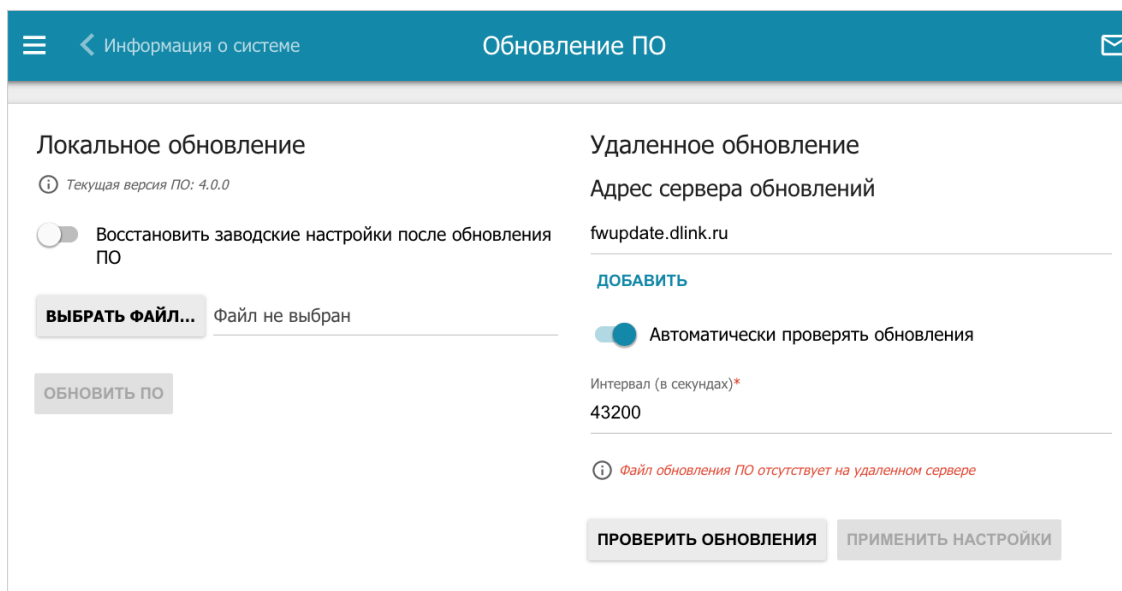 Информация о системе
Обновление ПО
Локальное обновление
Текущая версия ПО: 4.0.0
Восстановить заводские настройки после обновления
ПО
ВЫБРАТЬ ФАЙЛ...
Файл не выбран
ОБНОВИТЬ ПО
Удаленное обновление
Адрес сервера обновлений
fwupdate.dlink.ru
ДОБАВИТЬ
Автоматически проверять обновления
Интервал (в секундах)*
43200
Файл обновления ПО отсутствует на удаленном сервере
ПРОВЕРИТЬ ОБНОВЛЕНИЯ
ПРИМЕНИТЬ НАСТРОЙКИ